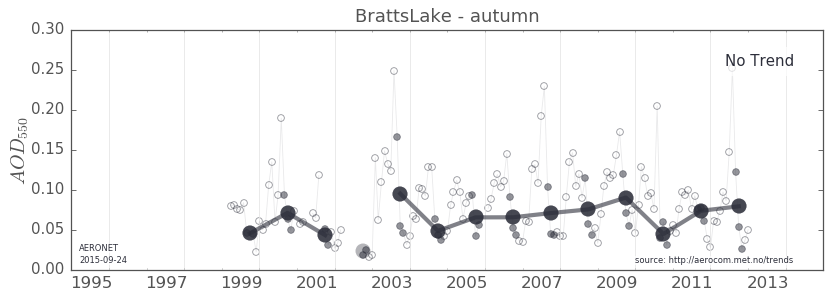 BrattsLake - autumn
0.30
0.25
0.20
0.15
0.10
0.05
0.00
AOD550
No Trend
AERONET
2015-09-24
source: http://aerocom.met.no/trends
1995 1997 1999 2001 2003 2005 2007 2009 2011 2013